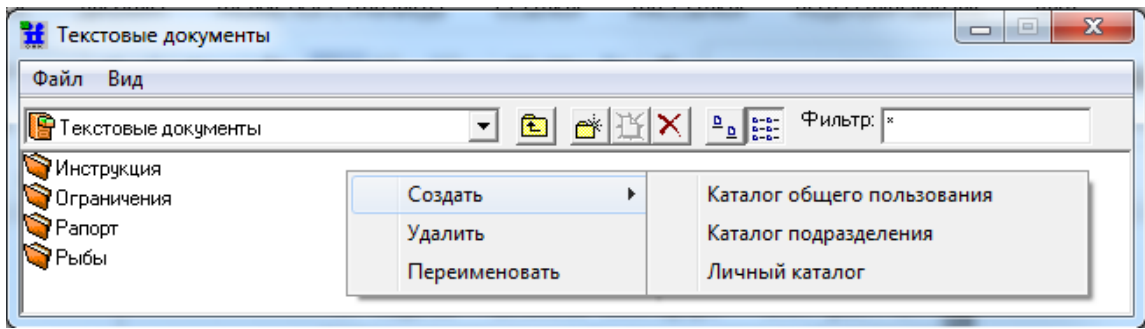 Текстовые документы
Файл Вид
Текстовые документы
Фильтр: *
Инструкция
Ограничения
Рапорт
Рыбы
Создать
Удалить
Переименовать
Каталог общего пользования
Каталог подразделения
Личный каталог